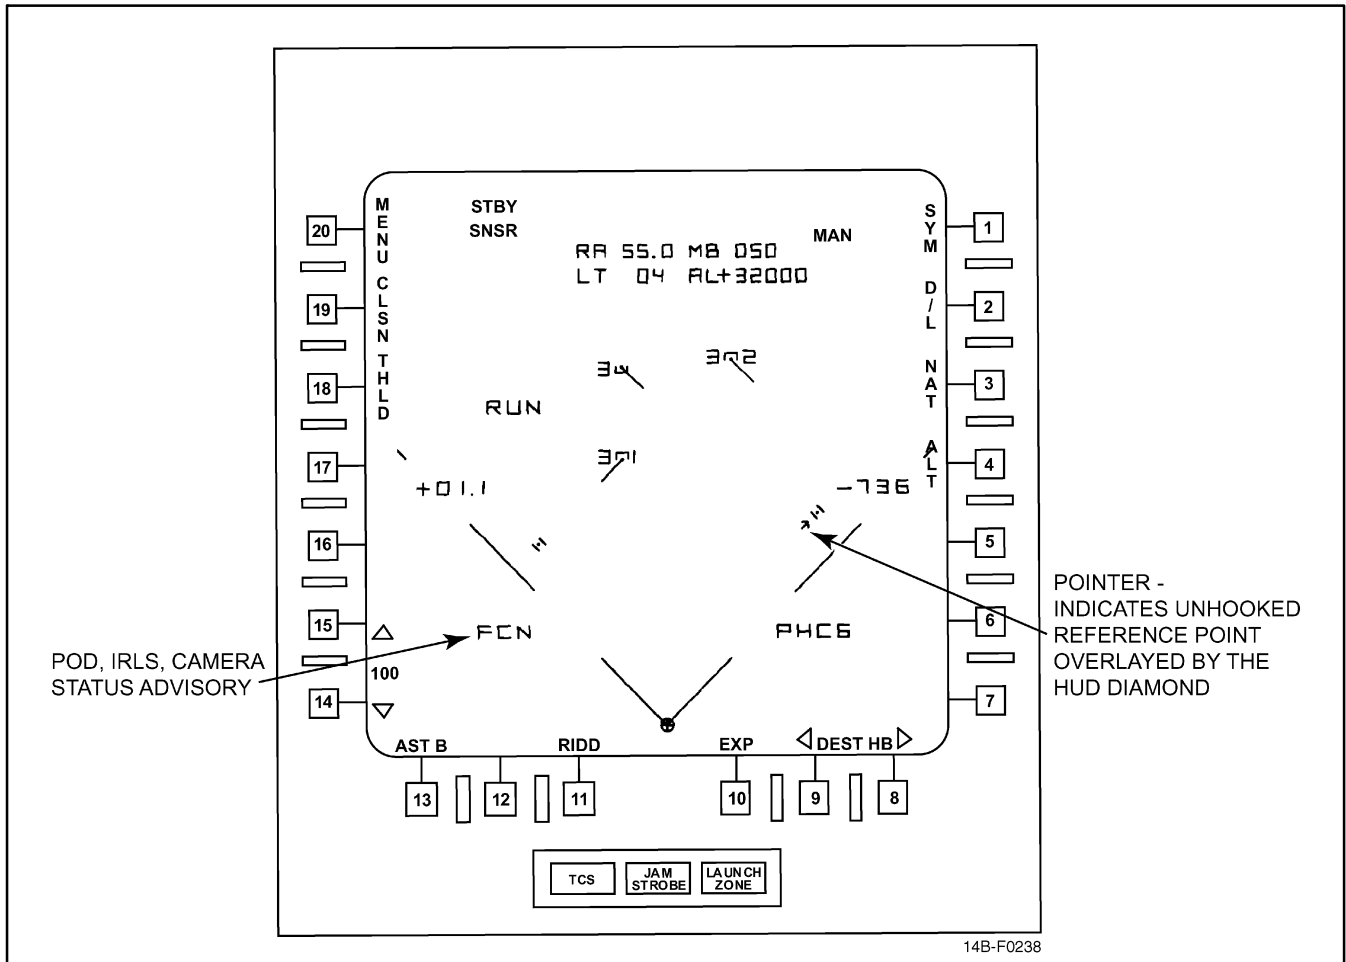 STBY
SNSR
MAN
RA 55.0 MB 050
LT 04 AL+32000
MENU
CLSN
THLD
SYM
D/L
NAT
ALT
20
19
18
17
16
15
14
1
2
3
4
5
6
7
302
RUN
301
+01.1
-736
FCN
PHC6
100
POD, IRLS, CAMERA
STATUS ADVISORY
POINTER -
INDICATES UNHOOKED
REFERENCE POINT
OVERLAYED BY THE
HUD DIAMOND
AST B
RIDD
EXP
DEST HB
13
12
11
10
9
8
TCS
JAM
STROBE
LAUNCH
ZONE
14B-F0238